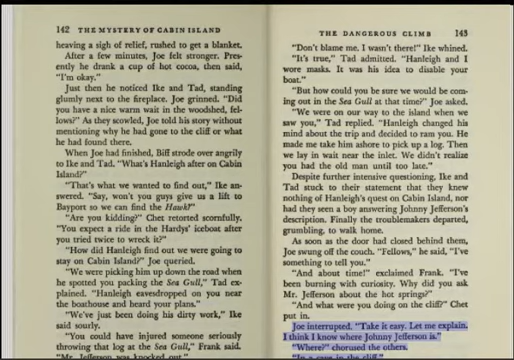 142 THE MYSTERY OF CABIN ISLAND
heaving a sigh of relief, rushed to get a blanket.
After a few minutes, Joe felt stronger. Pres-
ently he drank a cup of hot cocoa, then said,
"I'm okay."
Just then he noticed Ike and Tad, standing
glumly next to the fireplace. Joe grinned. "Did
you have a nice warm wait in the woodshed, fel-
lows?" As they scowled, Joe told his story without
mentioning why he had gone to the cliff or what
he had found there.
When Joe had finished, Biff strode over angrily
to Ike and Tad. "What's Hanleigh after on Cabin
Island?"
"That's what we wanted to find out," Ike an-
swered. "Say, won't you guys give us a lift to
Bayport so we can find the Hawk?"
"Are you kidding?" Chet retorted scornfully.
"You expect a ride in the Hardys' iceboat after
you tried twice to wreck it?"
"How did Hanleigh find out we were going to
stay on Cabin Island?" Joe queried.
"We were picking him up down the road when
he spotted you packing the Sea Gull," Tad ex-
plained. "Hanleigh eavesdropped on you near
the boathouse and heard your plans."
"We've just been doing his dirty work," Ike
said sourly.
"You could have injured someone seriously
throwing that log at the Sea Gull," Frank said.
"Mr. Jefferson was knocked out."
THE DANGEROUS CLIMB 143
"Don't blame me. I wasn't there!" Ike whined.
"It's true," Tad admitted. "Hanleigh and I
wore masks. It was his idea to disable your
boat."
"But how could you be sure we would be com-
ing out in the Sea Gull at that time?" Joe asked.
"We were on our way to the island when we
saw you," Tad replied. "Hanleigh changed his
mind about the trip and decided to ram you. He
made me take him ashore to pick up a log. Then
we lay in wait near the inlet. We didn't realize
you had the old man until too late."
Despite further intensive questioning, Ike and
Tad stuck to their statement that they knew
nothing of Hanleigh's quest on Cabin Island, nor
had they seen a boy answering Johnny Jefferson's
description. Finally the troublemakers departed,
grumbling, to walk home.
As soon as the door had closed behind them,
Joe swung off the couch. "Fellows," he said, "I've
something to tell you."
"And about time!" exclaimed Frank. "I've
been burning with curiosity. Why did you ask
Mr. Jefferson about the hot springs?"
"And what were you doing on the cliff?" Chet
put in.
Joe interrupted. "Take it easy. Let me explain.
I think I know where Johnny Jefferson is."
"Where?" chorused the others.
"In a cave in the cliff."